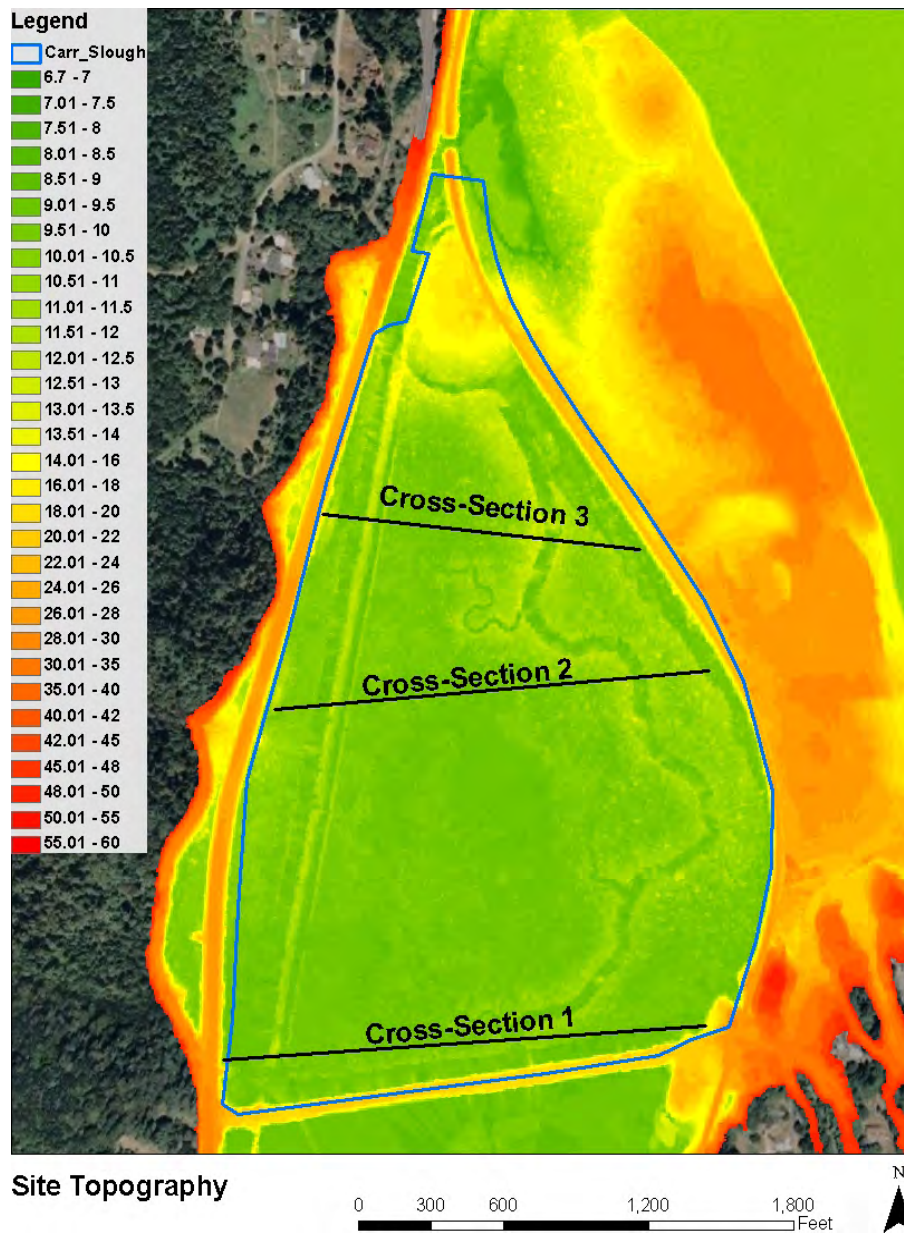 Legend
Carr_Slough
6.7 - 7
7.01 - 7.5
7.51 - 8
8.01 - 8.5
8.51 - 9
9.01 - 9.5
9.51 - 10
10.01 - 10.5
10.51 - 11
11.01 - 11.5
11.51 - 12
12.01 - 12.5
12.51 - 13
13.01 - 13.5
13.51 - 14
14.01 - 16
16.01 - 18
18.01 - 20
20.01 - 22
22.01 - 24
24.01 - 26
26.01 - 28
28.01 - 30
30.01 - 35
35.01 - 40
40.01 - 42
42.01 - 45
45.01 - 48
48.01 - 50
50.01 - 55
55.01 - 60
Cross-Section 3
Cross-Section 2
Cross-Section 1
Site Topography
0 300 600 1,200 1,800
Feet
N